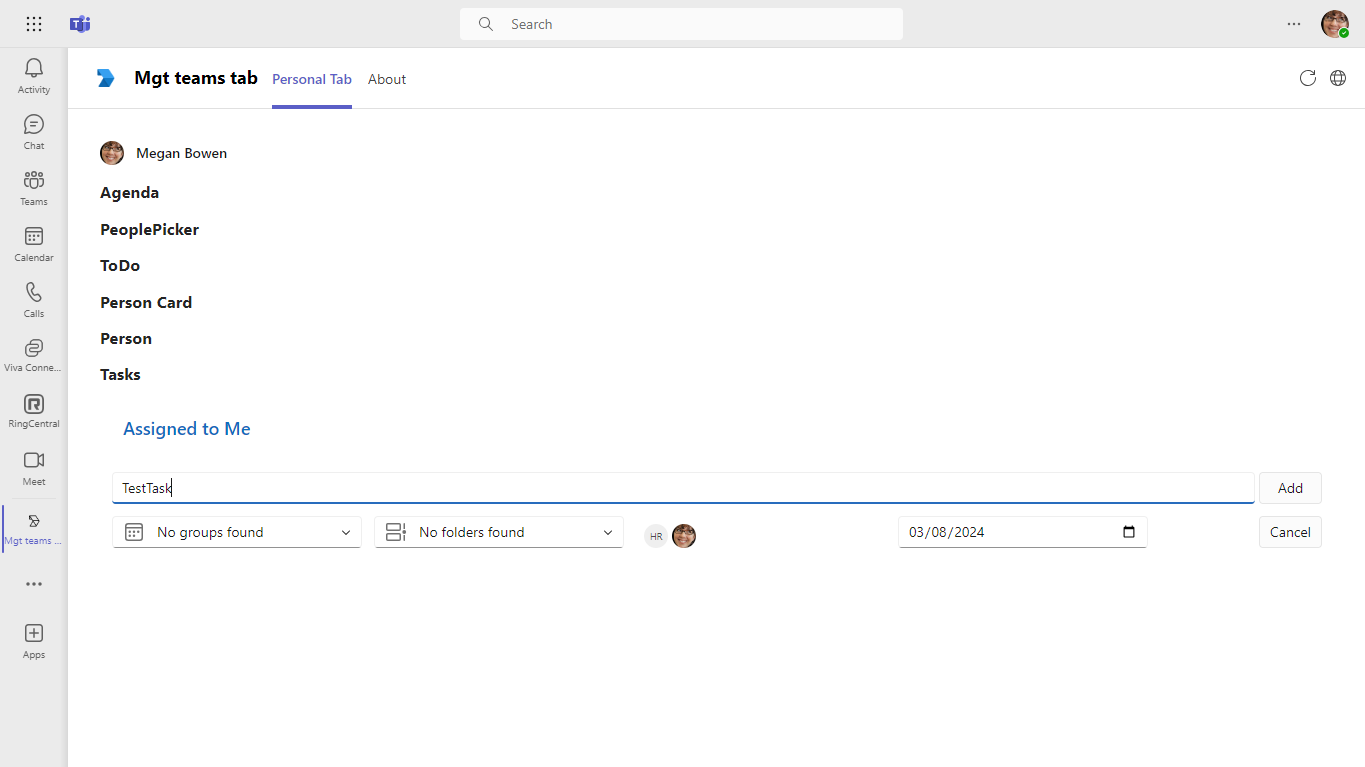 Search
Activity
Chat
Teams
Calendar
Calls
Viva Conne...
RingCentral
Meet
Mgt teams ...
Apps
Mgt teams tab
Personal Tab
About
Megan Bowen
Agenda
PeoplePicker
ToDo
Person Card
Person
Tasks
Assigned to Me
TestTask
Add
No groups found
No folders found
HR
03/08/2024
Cancel